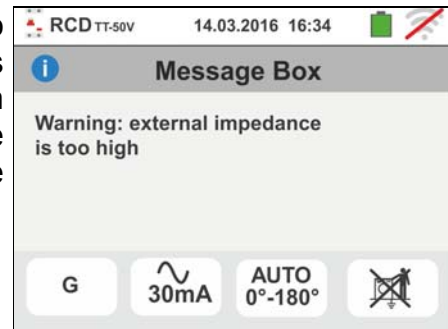 RCD TT-50V 14.03.2016 16:34
i Message Box
Warning: external impedance
is too high
G 30mA AUTO
0°-180°